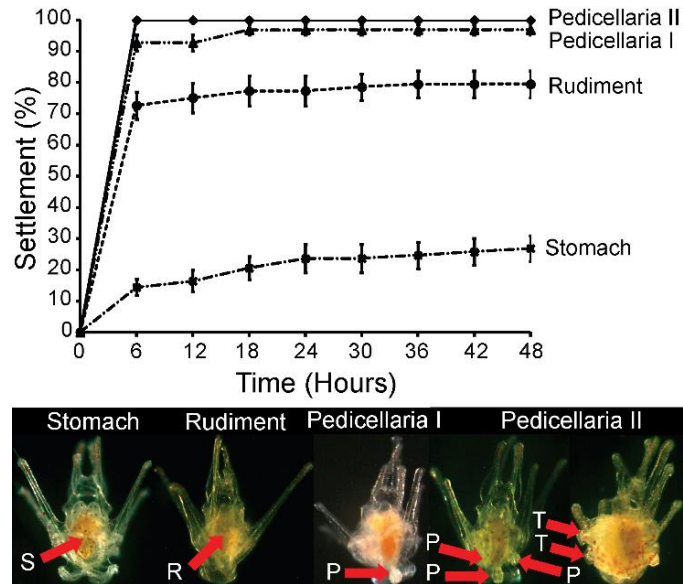 100
90
80
70
60
50
40
30
20
10
0
Settlement (%)
Pedicellaria II
Pedicellaria I
Rudiment
Stomach
0 6 12 18 24 30 36 42 48
Time (Hours)
Stomach Rudiment Pedicellaria I Pedicellaria II
S R P P P T T P